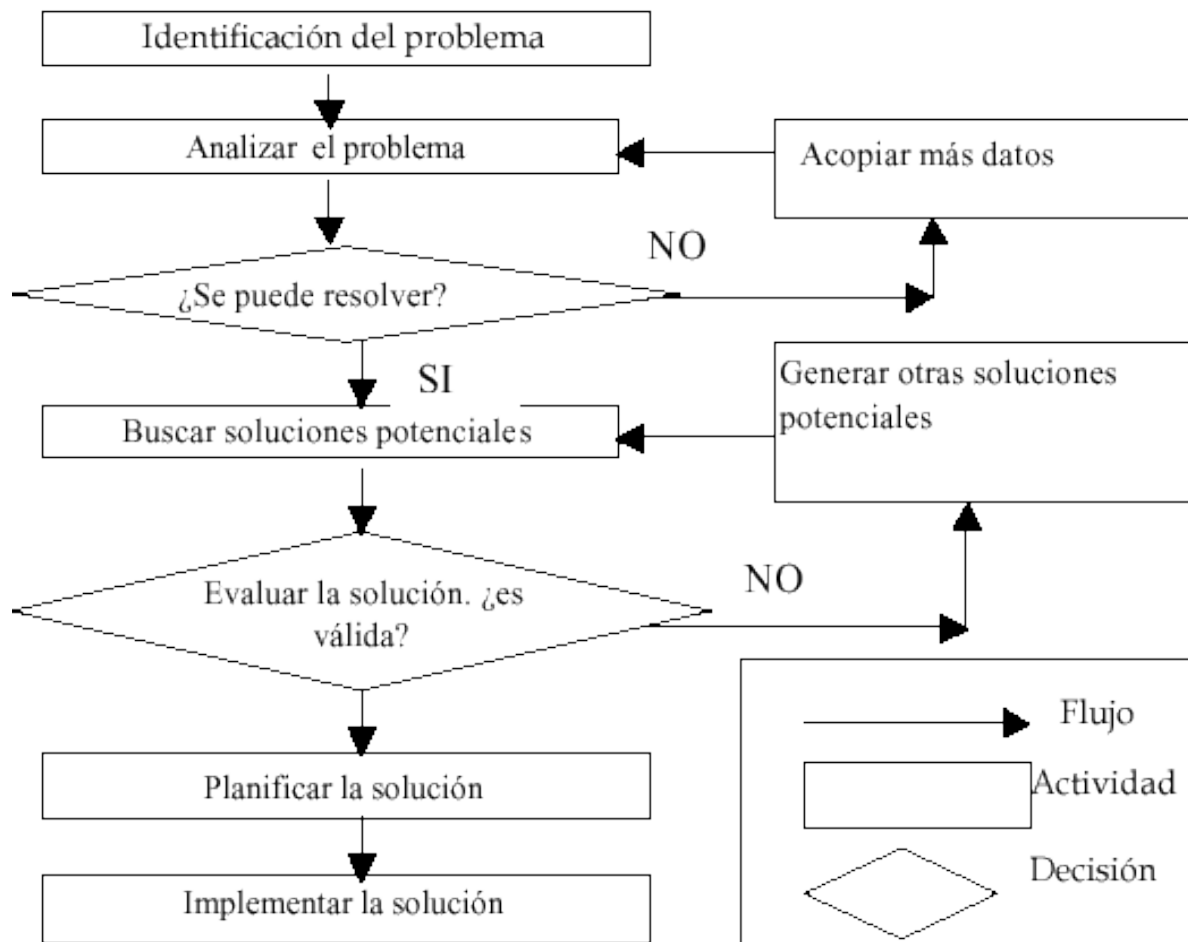 Identificación del problema
Analizar el problema
Acopiar más datos
NO
¿Se puede resolver?
SI
Generar otras soluciones
potenciales
Buscar soluciones potenciales
NO
Evaluar la solución. ¿es
válida?
Flujo
Planificar la solución
Actividad
Decisión
Implementar la solución